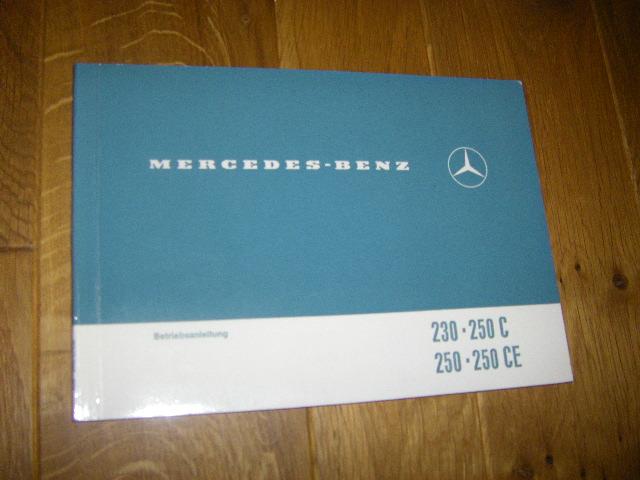 MERCEDES-BENZ
Betriebsanleitung
230 · 250 C
250 · 250 CE